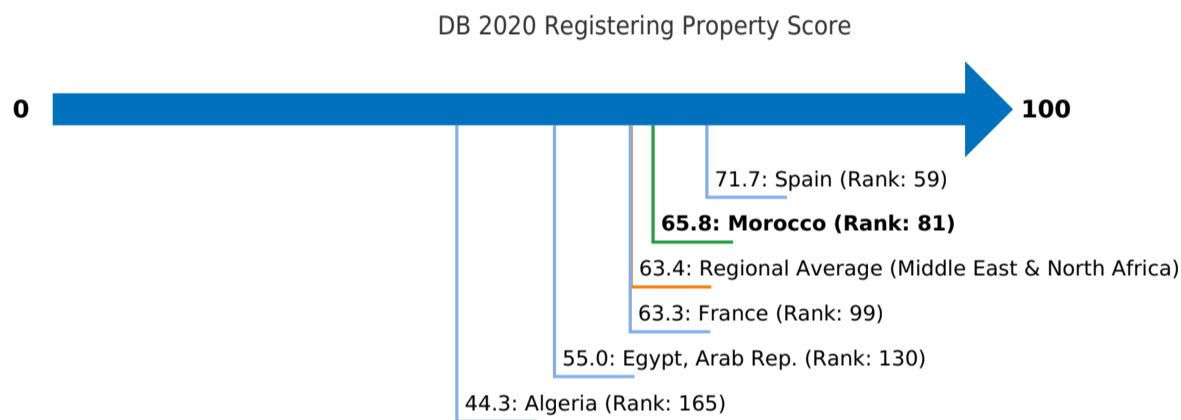 DB 2020 Registering Property Score
0
100
71.7: Spain (Rank: 59)
65.8: Morocco (Rank: 81)
63.4: Regional Average (Middle East & North Africa)
63.3: France (Rank: 99)
55.0: Egypt, Arab Rep. (Rank: 130)
44.3: Algeria (Rank: 165)